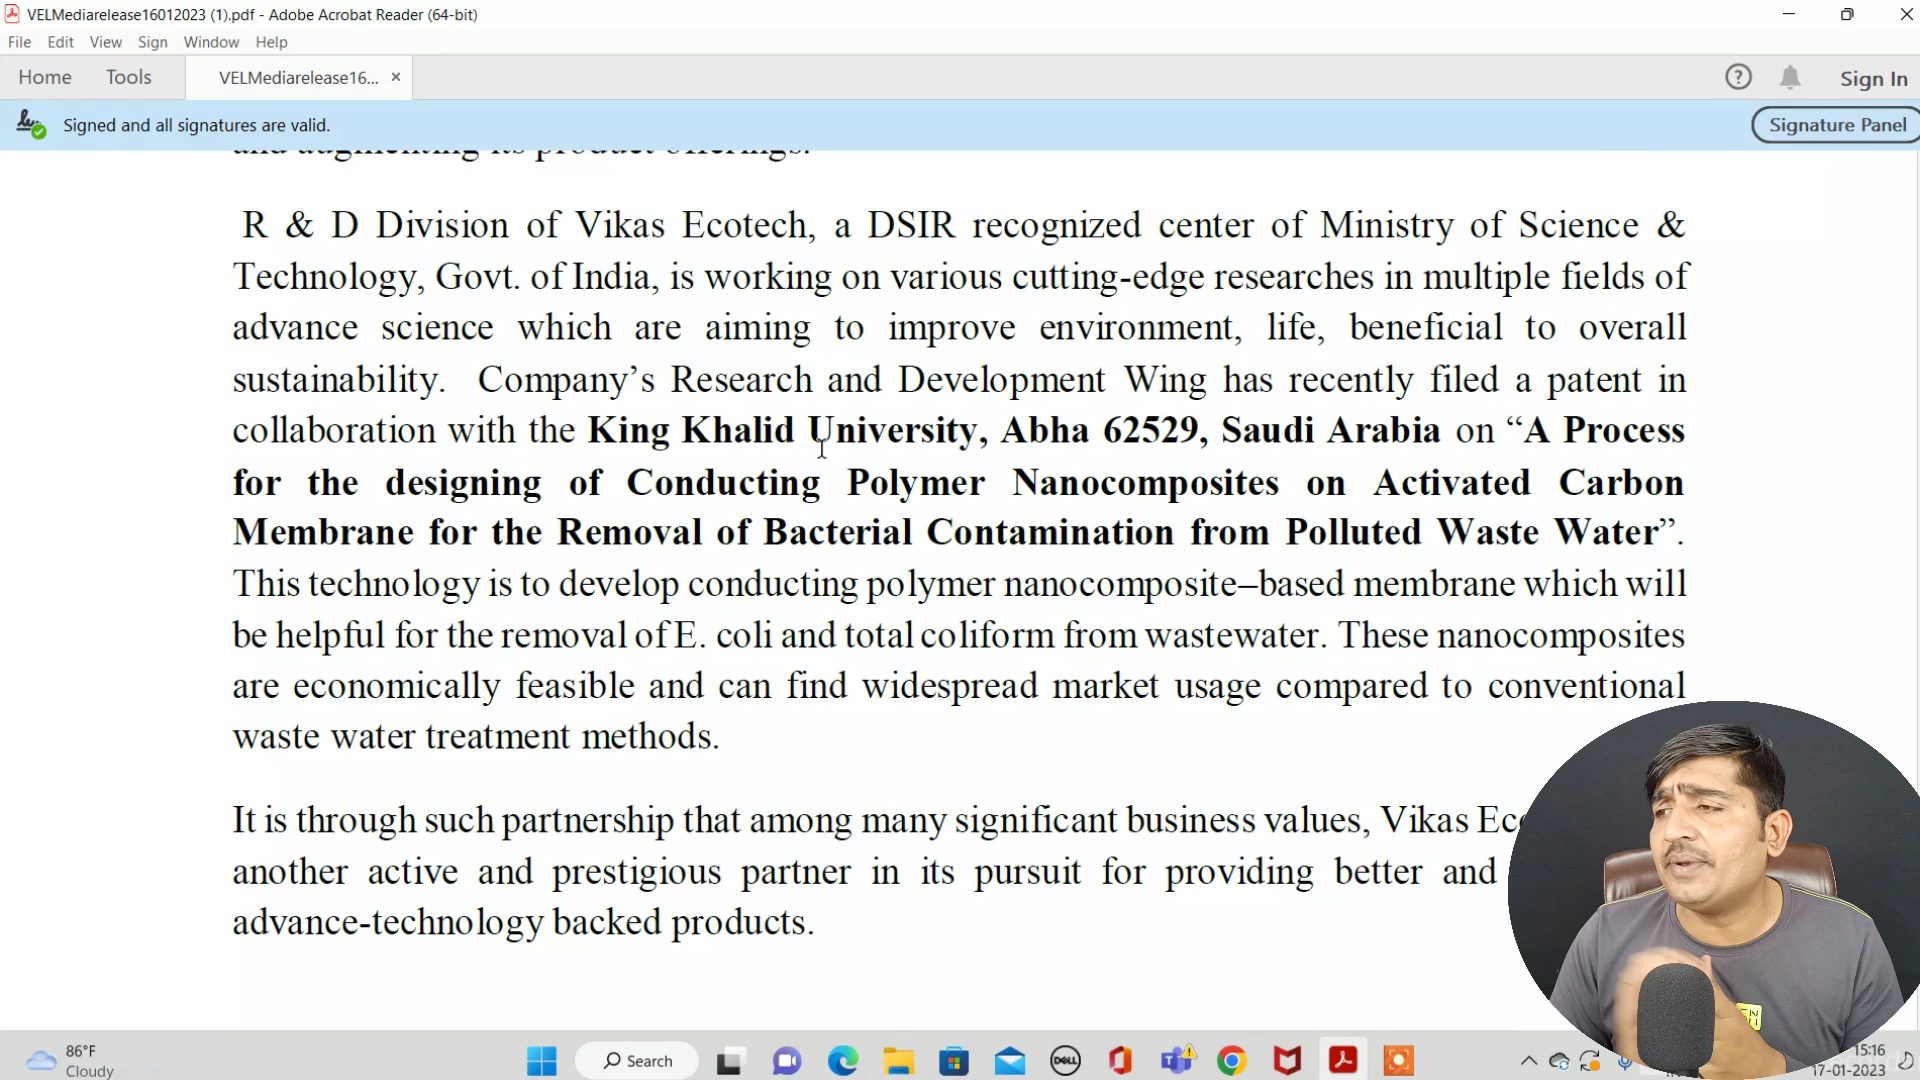 VELMediarelease16012023 (1).pdf - Adobe Acrobat Reader (64-bit)
File Edit View Sign Window Help
Home Tools VELMediarelease16... × ? Sign In
Signed and all signatures are valid. Signature Panel
and augmenting its product offerings.
R & D Division of Vikas Ecotech, a DSIR recognized center of Ministry of Science &
Technology, Govt. of India, is working on various cutting-edge researches in multiple fields of
advance science which are aiming to improve environment, life, beneficial to overall
sustainability. Company’s Research and Development Wing has recently filed a patent in
collaboration with the King Khalid University, Abha 62529, Saudi Arabia on “A Process
for the designing of Conducting Polymer Nanocomposites on Activated Carbon
Membrane for the Removal of Bacterial Contamination from Polluted Waste Water”.
This technology is to develop conducting polymer nanocomposite–based membrane which will
be helpful for the removal of E. coli and total coliform from wastewater. These nanocomposites
are economically feasible and can find widespread market usage compared to conventional
waste water treatment methods.
It is through such partnership that among many significant business values, Vikas Ec
another active and prestigious partner in its pursuit for providing better and
advance-technology backed products.
86°F
Cloudy
Search
DELL
15:16
17-01-2023